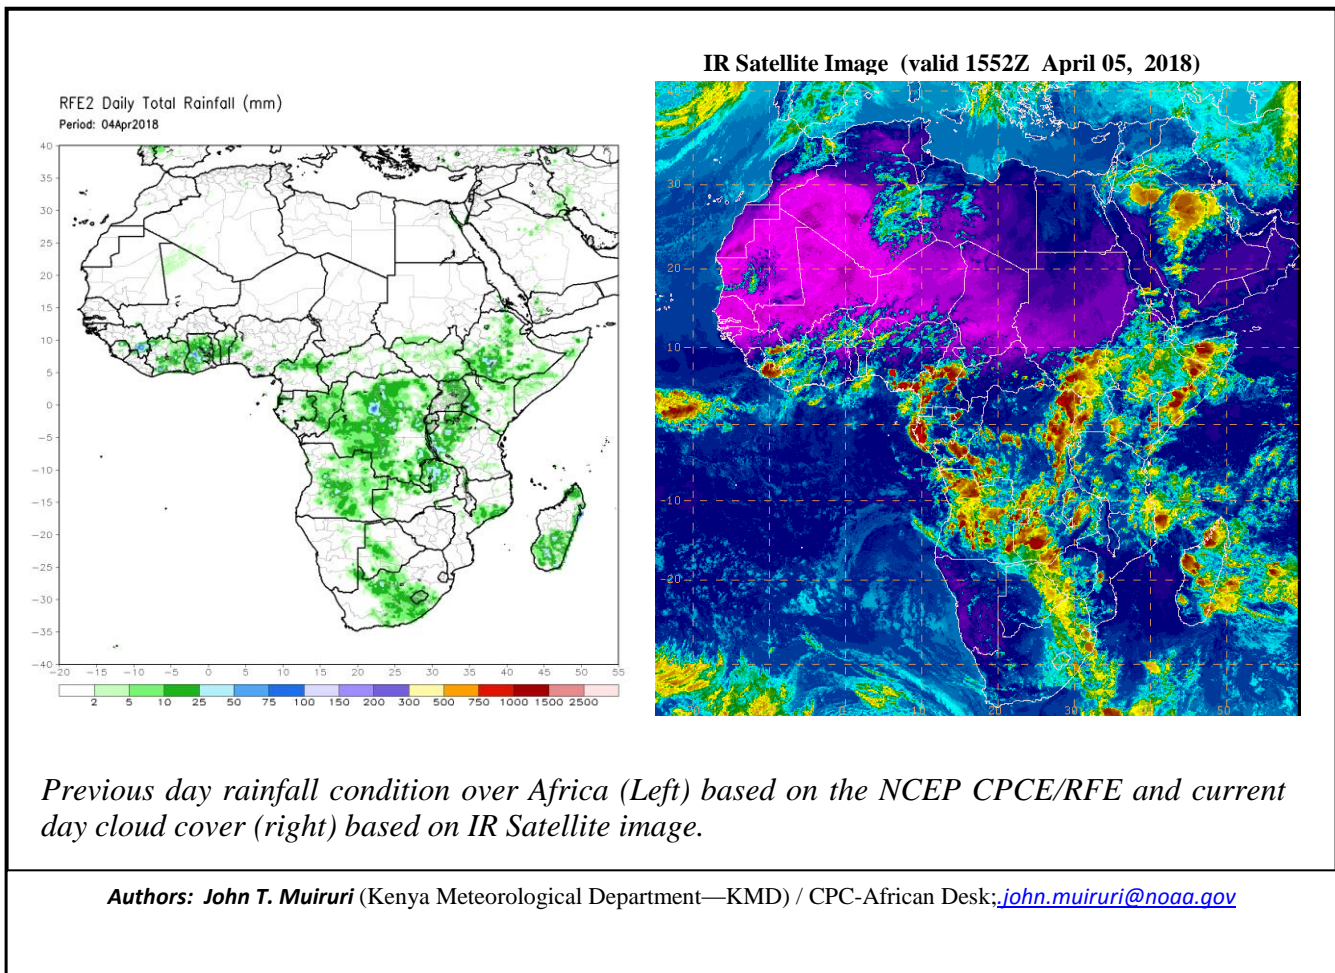 IR Satellite Image (valid 1552Z April 05, 2018)
RFE2 Daily Total Rainfall (mm)
Period: 04Apr2018
40
35
30
25
20
15
10
5
0
−5
−10
−15
−20
−25
−30
−35
−40
−20 −15 −10 −5 0 5 10 15 20 25 30 35 40 45 50 55
2 5 10 25 50 75 100 150 200 300 500 750 1000 1500 2500
30
20
10
-10
-20
0 20 30 50
Previous day rainfall condition over Africa (Left) based on the NCEP CPCE/RFE and current
day cloud cover (right) based on IR Satellite image.
Authors: John T. Muiruri (Kenya Meteorological Department—KMD) / CPC-African Desk;.john.muiruri@noaa.gov